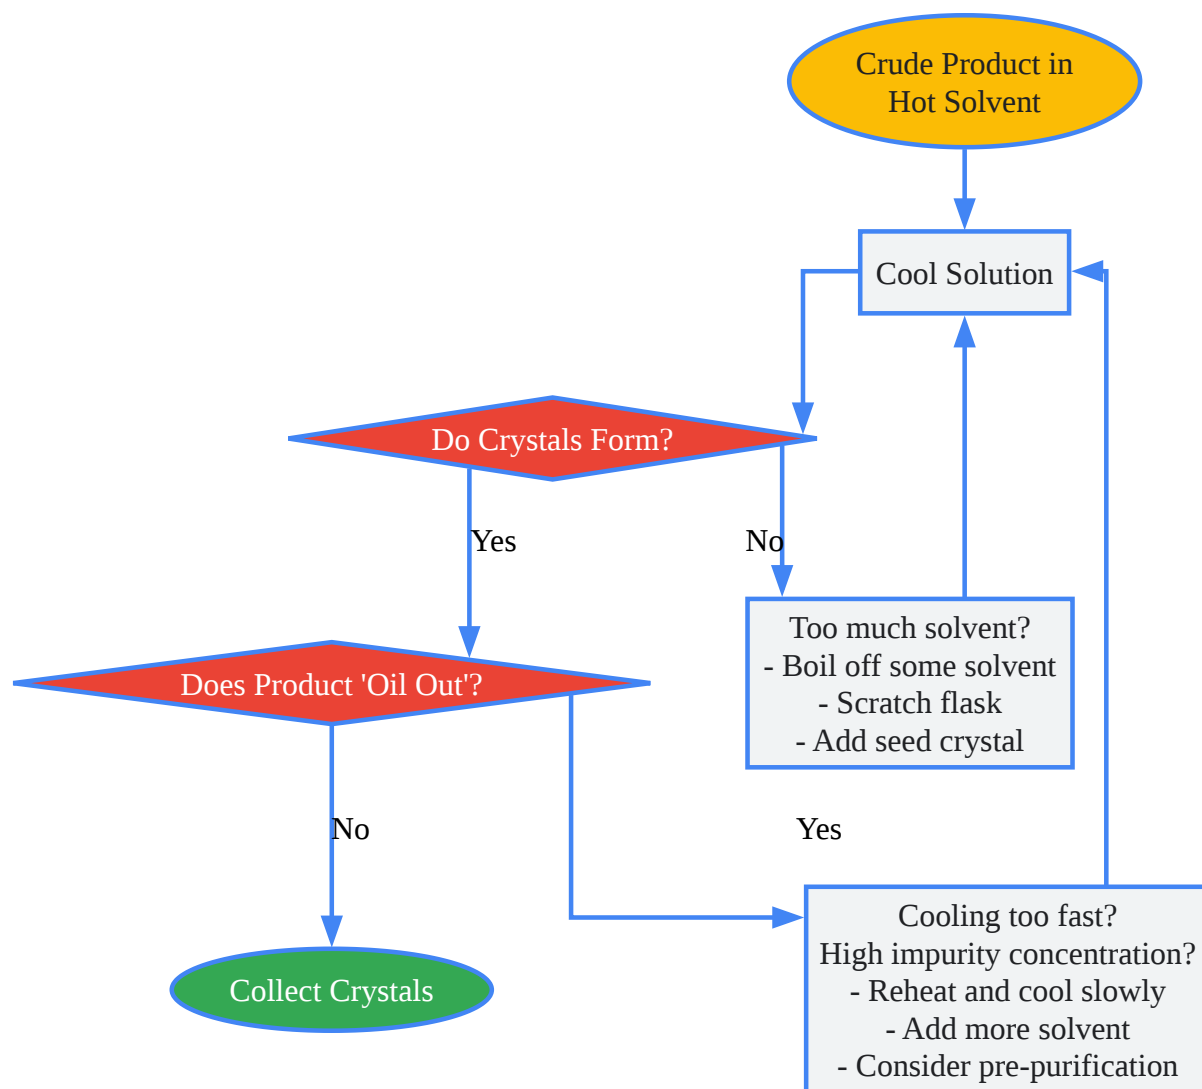 Crude Product in
Hot Solvent
Cool Solution
Do Crystals Form?
Yes
No
Too much solvent?
- Boil off some solvent
- Scratch flask
- Add seed crystal
Does Product 'Oil Out'?
No
Yes
Cooling too fast?
High impurity concentration?
- Reheat and cool slowly
- Add more solvent
- Consider pre-purification
Collect Crystals